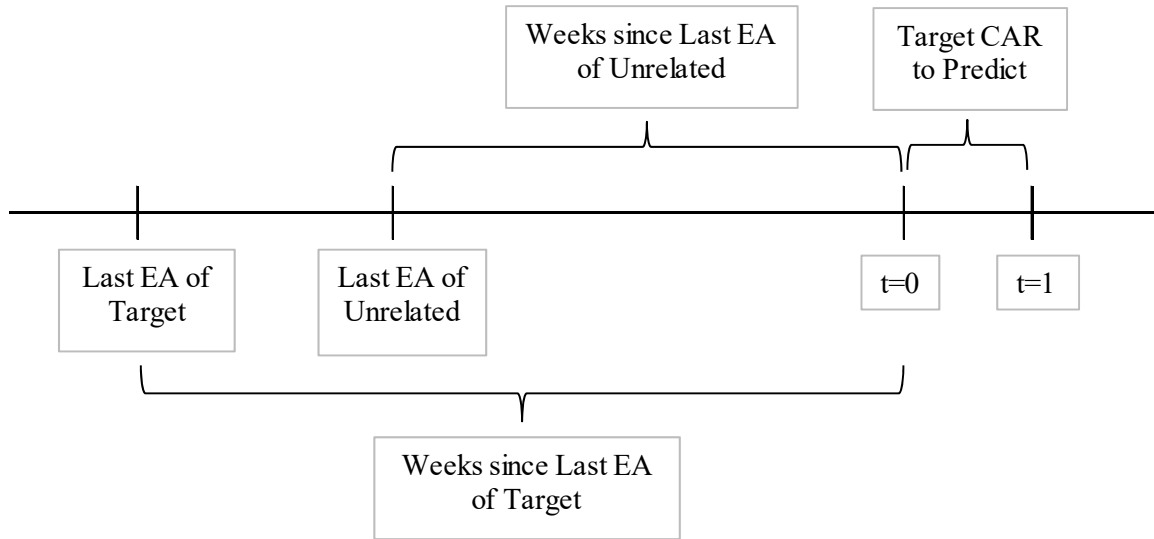 Weeks since Last EA
of Unrelated
Target CAR
to Predict
Last EA of
Target
Last EA of
Unrelated
t=0
t=1
Weeks since Last EA
of Target